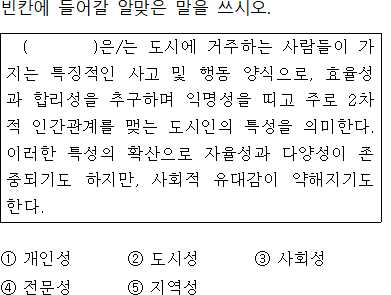 빈칸에 들어갈 알맞은 말을 쓰시오.
(          )은/는 도시에 거주하는 사람들이 가
지는 특징적인 사고 및 행동 양식으로, 효율성
과 합리성을 추구하며 익명성을 띠고 주로 2차
적 인간관계를 맺는 도시인의 특성을 의미한다.
이러한 특성의 확산으로 자율성과 다양성이 존
중되기도 하지만, 사회적 유대감이 약해지기도
한다.
① 개인성 ② 도시성 ③ 사회성
④ 전문성 ⑤ 지역성